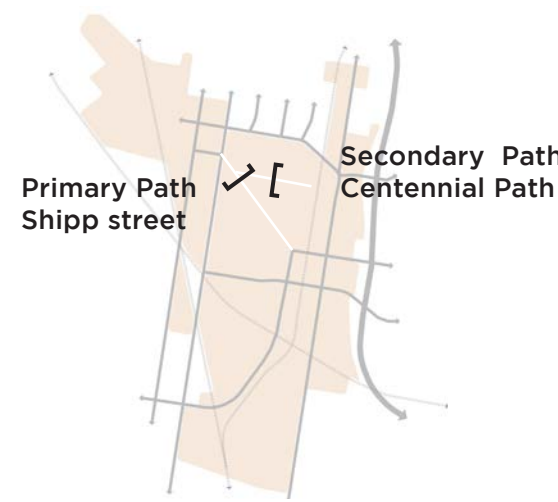 Primary Path
Shipp street
Secondary Path
Centennial Path